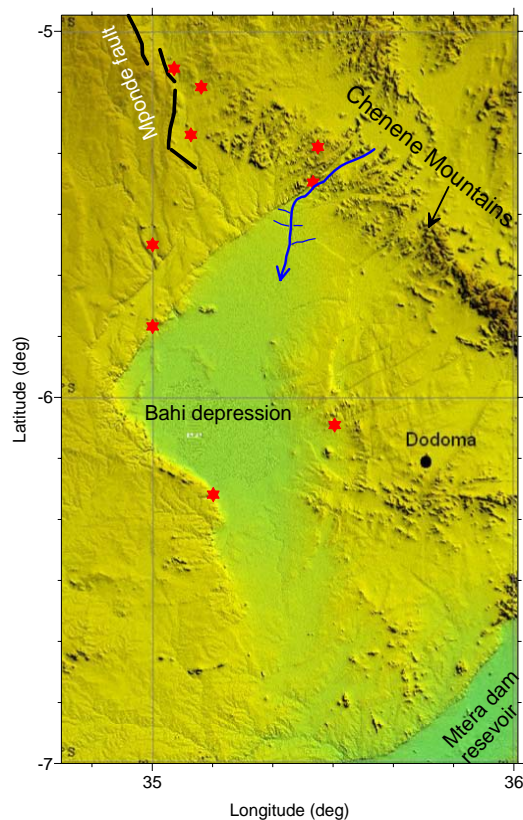 -5
S
Mponde fault
Chenene Mountains
Latitude (deg)
-6
S
Bahi depression
Dodoma
Mtera dam
resevoir
-7
S
35
36
Longitude (deg)